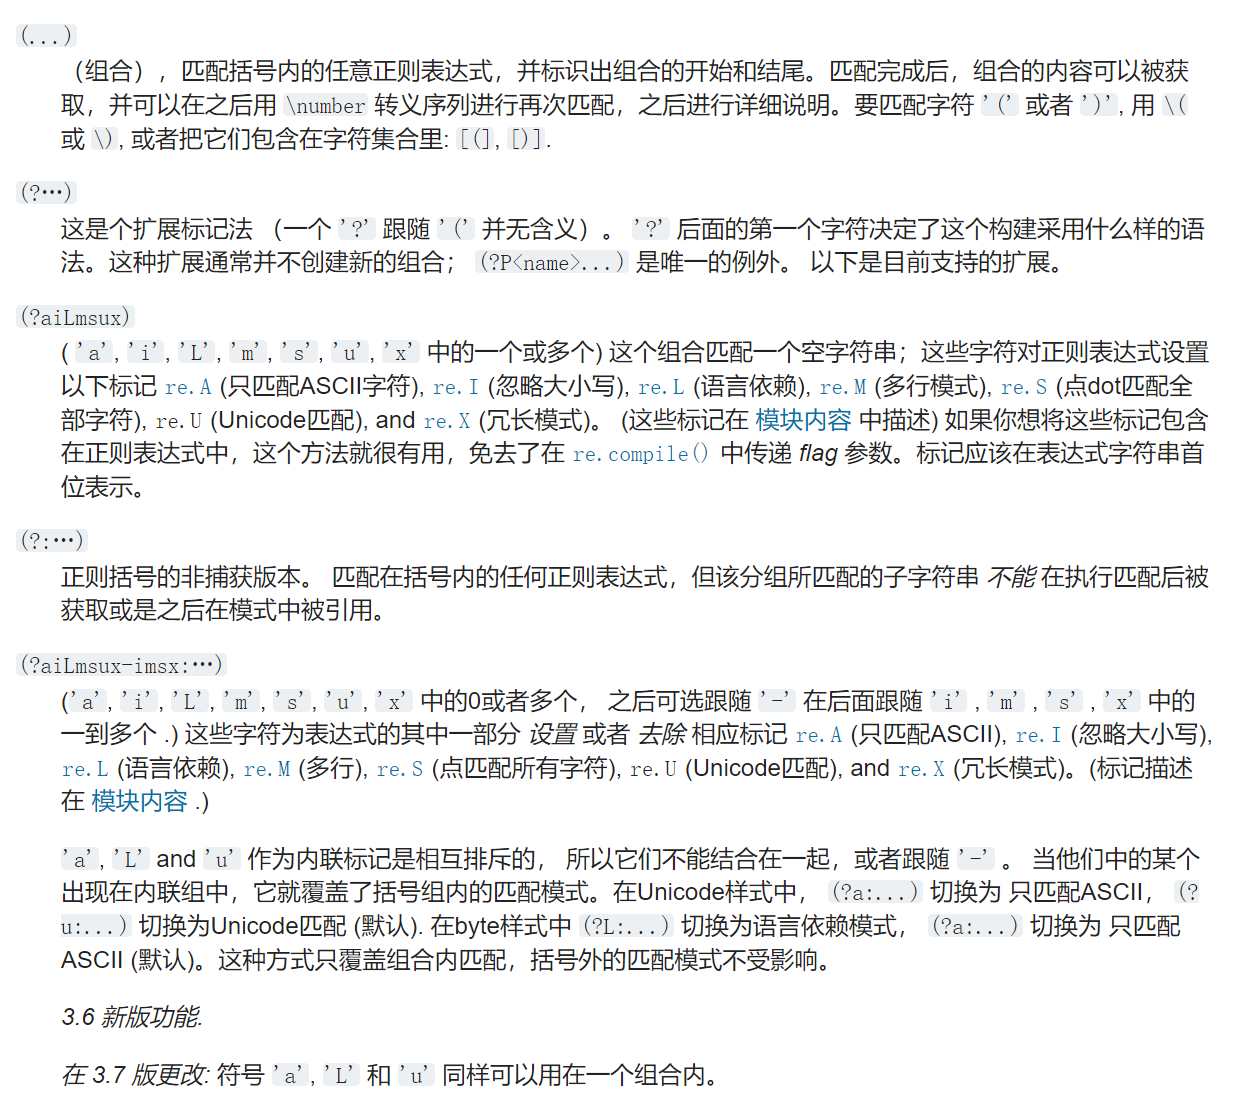 (...)
（组合），匹配括号内的任意正则表达式，并标识出组合的开始和结尾。匹配完成后，组合的内容可以被获
取，并可以在之后用 \number 转义序列进行再次匹配，之后进行详细说明。要匹配字符 '(' 或者 ')', 用 \(
或 \), 或者把它们包含在字符集合里: [(], [)].
(?…)
这是个扩展标记法 （一个 '?' 跟随 '(' 并无含义）。 '?' 后面的第一个字符决定了这个构建采用什么样的语
法。这种扩展通常并不创建新的组合； (?P<name>...) 是唯一的例外。 以下是目前支持的扩展。
(?aiLmsux)
( 'a', 'i', 'L', 'm', 's', 'u', 'x' 中的一个或多个) 这个组合匹配一个空字符串；这些字符对正则表达式设置
以下标记 re.A (只匹配ASCII字符), re.I (忽略大小写), re.L (语言依赖), re.M (多行模式), re.S (点dot匹配全
部字符), re.U (Unicode匹配), and re.X (冗长模式)。 (这些标记在 模块内容 中描述) 如果你想将这些标记包含
在正则表达式中，这个方法就很有用，免去了在 re.compile() 中传递 flag 参数。标记应该在表达式字符串首
位表示。
(?:…)
正则括号的非捕获版本。 匹配在括号内的任何正则表达式，但该分组所匹配的子字符串 不能 在执行匹配后被
获取或是之后在模式中被引用。
(?aiLmsux-imsx:…)
('a', 'i', 'L', 'm', 's', 'u', 'x' 中的0或者多个， 之后可选跟随 '-' 在后面跟随 'i' , 'm' , 's' , 'x' 中的
一到多个 .) 这些字符为表达式的其中一部分 设置 或者 去除 相应标记 re.A (只匹配ASCII), re.I (忽略大小写),
re.L (语言依赖), re.M (多行), re.S (点匹配所有字符), re.U (Unicode匹配), and re.X (冗长模式)。(标记描述
在 模块内容 .)
'a', 'L' and 'u' 作为内联标记是相互排斥的， 所以它们不能结合在一起，或者跟随 '-' 。 当他们中的某个
出现在内联组中，它就覆盖了括号组内的匹配模式。在Unicode样式中， (?a:...) 切换为 只匹配ASCII， (?
u:...) 切换为Unicode匹配 (默认). 在byte样式中 (?L:...) 切换为语言依赖模式， (?a:...) 切换为 只匹配
ASCII (默认)。这种方式只覆盖组合内匹配，括号外的匹配模式不受影响。
3.6 新版功能.
在 3.7 版更改: 符号 'a', 'L' 和 'u' 同样可以用在一个组合内。